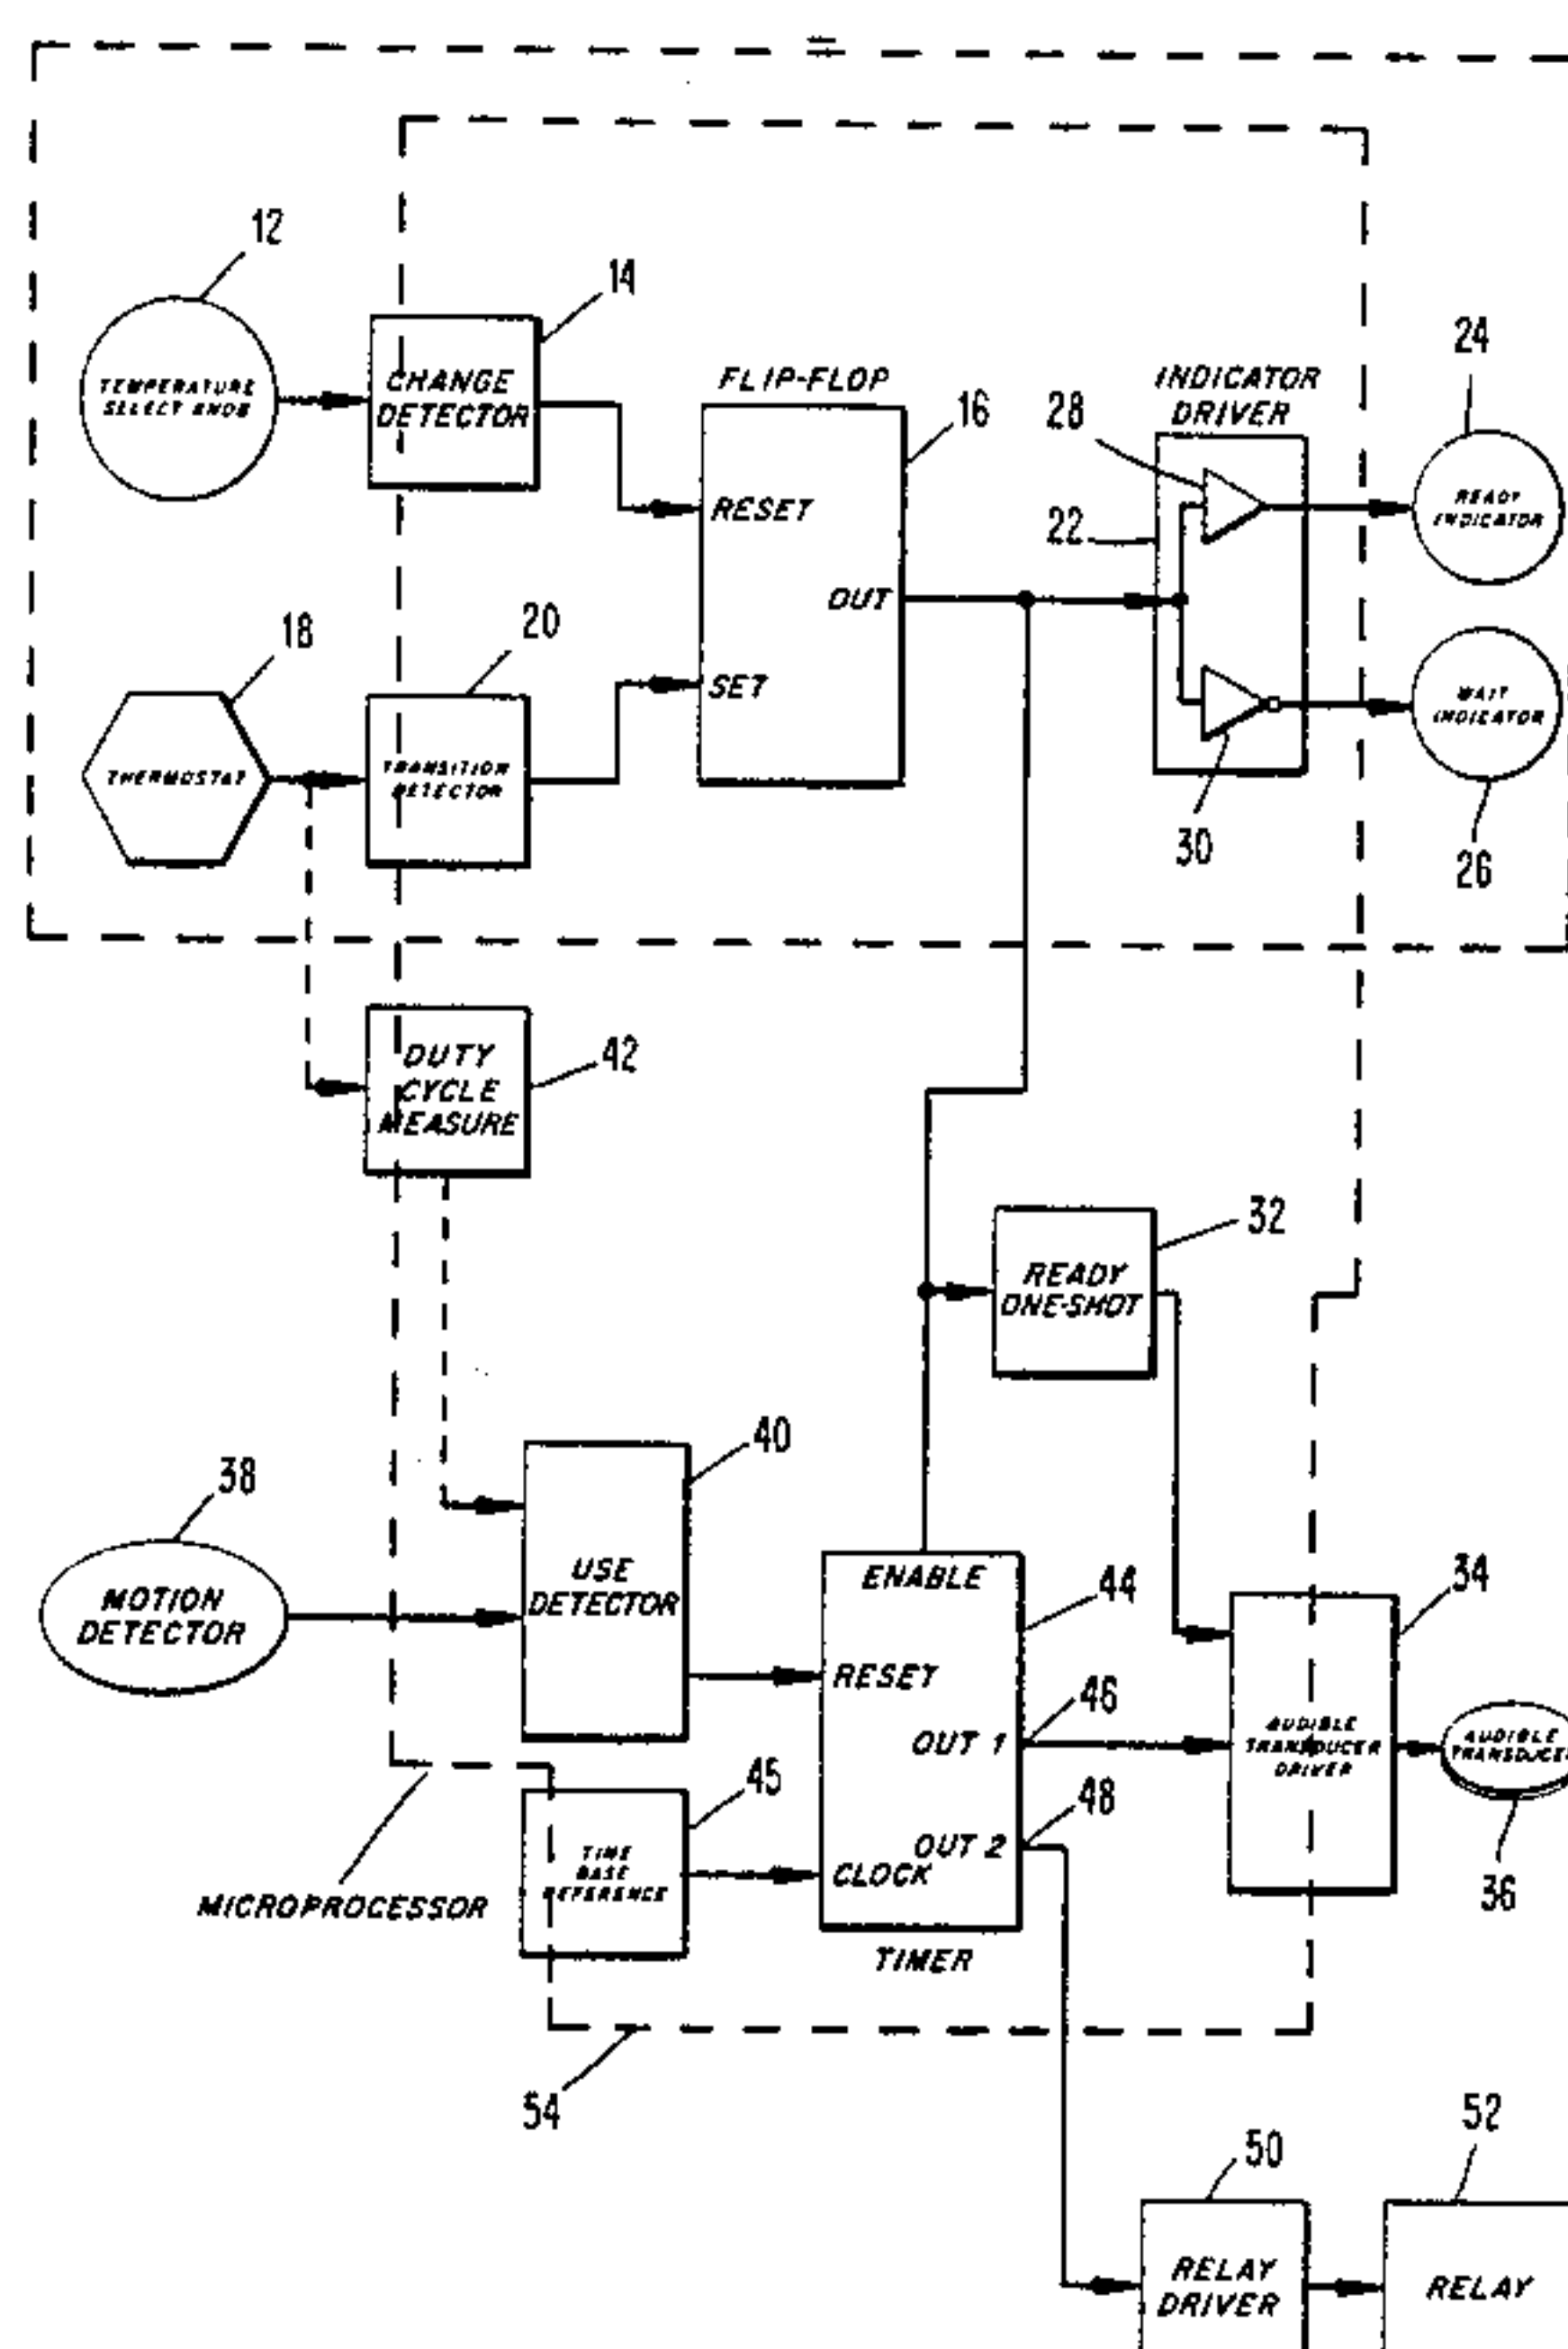 12
TEMPERATURE
SELECT KNOB
14
CHANGE
DETECTOR
FLIP-FLOP
16
RESET
OUT
SET
INDICATOR
DRIVER
28
22
30
24
READY
INDICATOR
WAIT
INDICATOR
26
18
THERMOSTAT
20
TRANSITION
DETECTOR
DUTY
CYCLE
MEASURE
42
32
READY
ONE-SHOT
40
USE
DETECTOR
38
MOTION
DETECTOR
ENABLE
44
RESET
OUT 1
46
OUT 2
48
CLOCK
TIMER
34
AUDIBLE
TRANSDUCER
DRIVER
AUDIBLE
TRANSDUCE
36
45
TIME
BASE
REFERENCE
MICROPROCESSOR
54
50
RELAY
DRIVER
52
RELAY